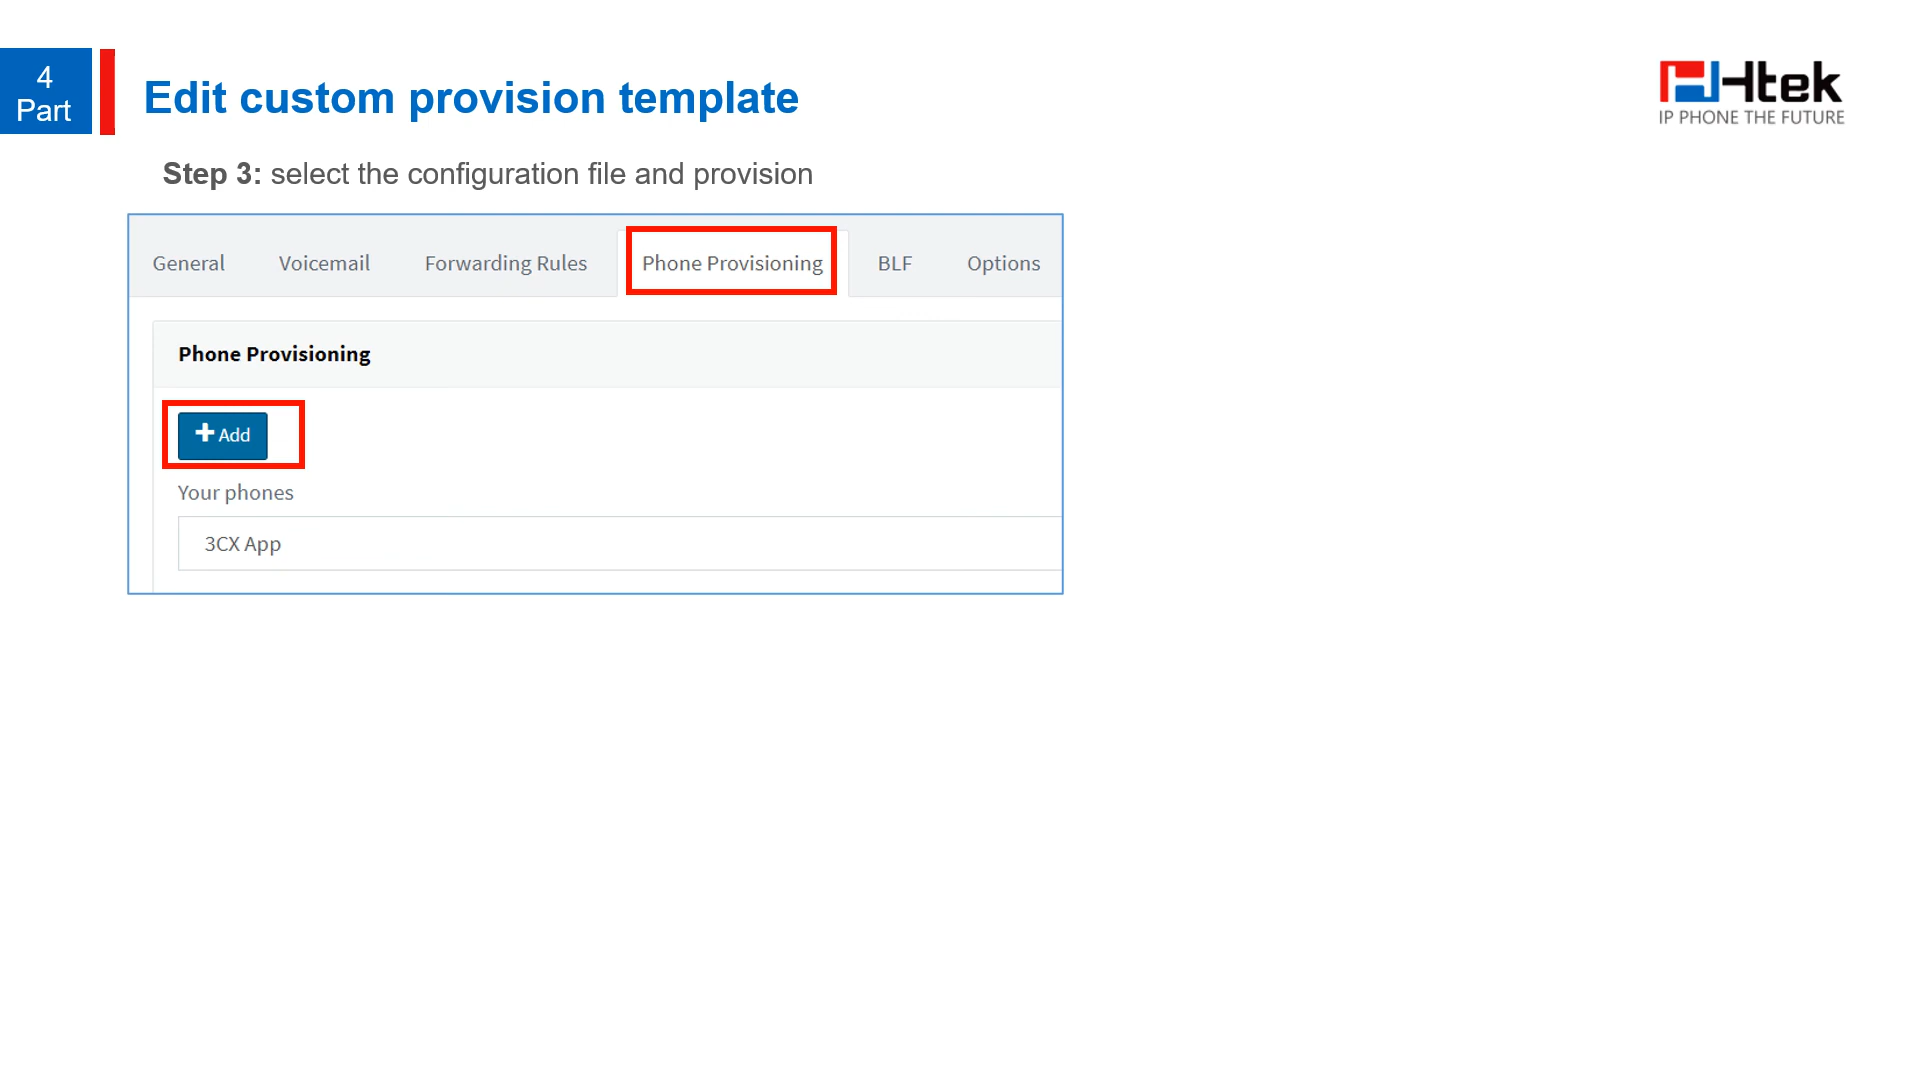 4
Part
Edit custom provision template
Htek
IP PHONE THE FUTURE
Step 3: select the configuration file and provision
General Voicemail Forwarding Rules Phone Provisioning BLF Options
Phone Provisioning
Add
Your phones
3CX App